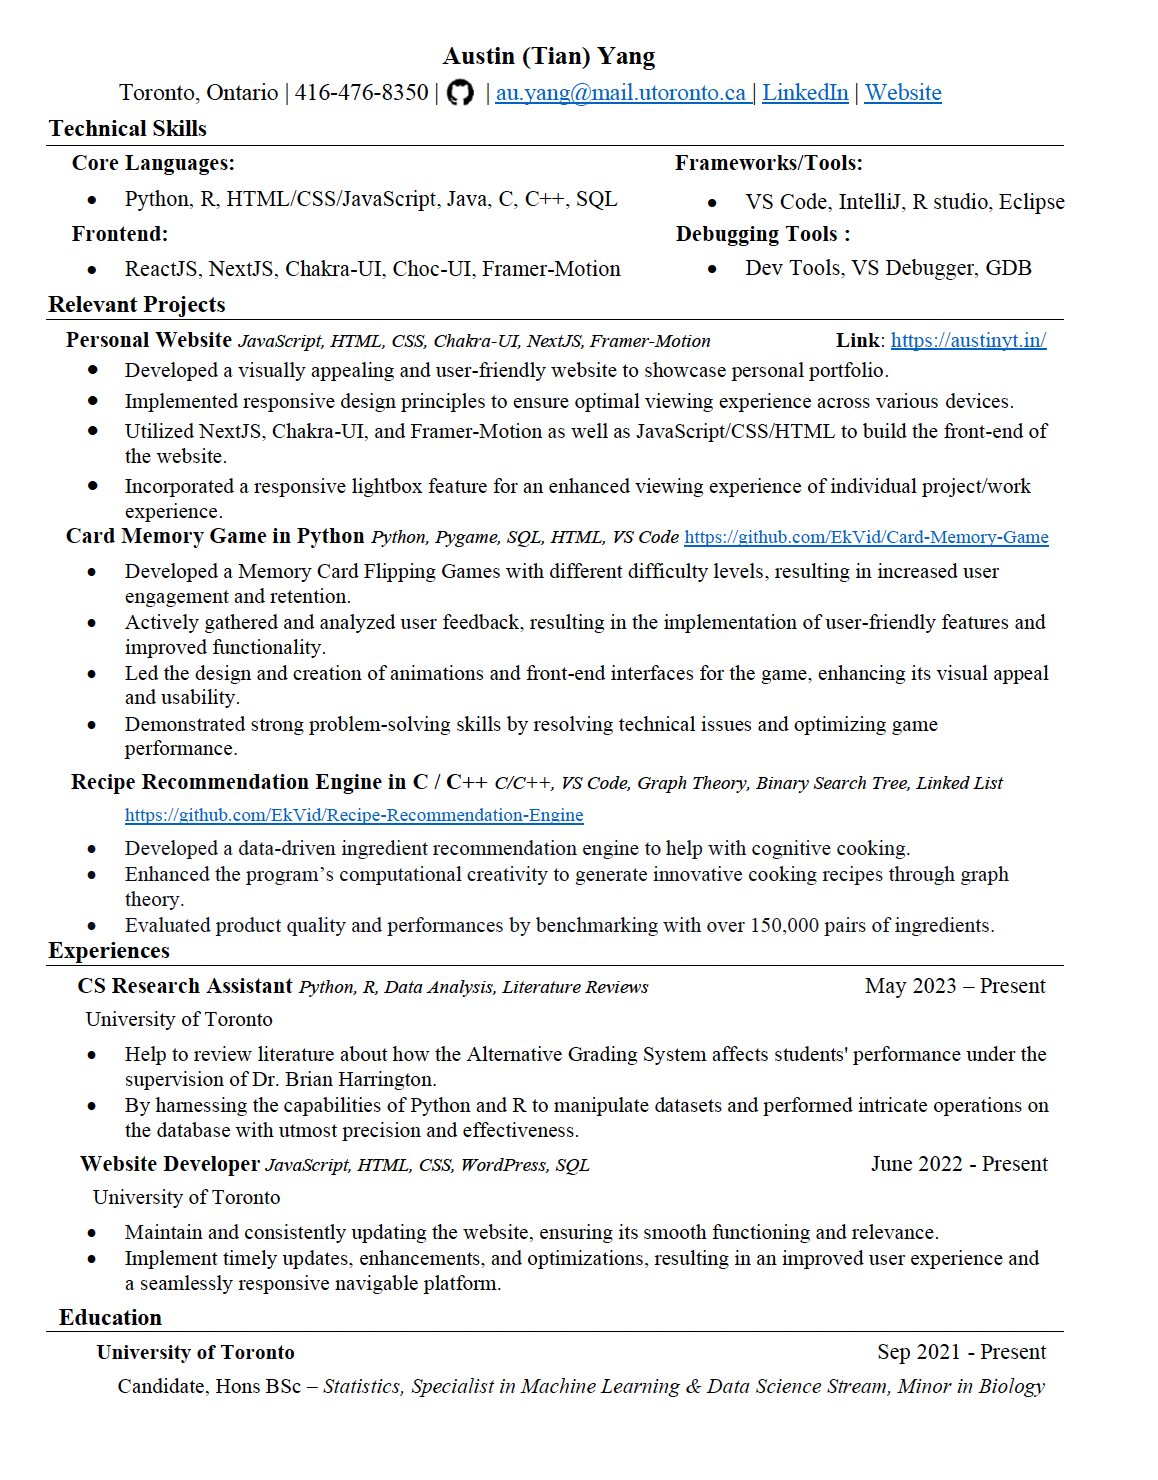 Austin (Tian) Yang
Toronto, Ontario | 416-476-8350 | | au.yang@mail.utoronto.ca | LinkedIn | Website
Technical Skills
Core Languages:
• Python, R, HTML/CSS/JavaScript, Java, C, C++, SQL
Frontend:
• ReactJS, NextJS, Chakra-UI, Choc-UI, Framer-Motion
Frameworks/Tools:
• VS Code, IntelliJ, R studio, Eclipse
Debugging Tools :
• Dev Tools, VS Debugger, GDB
Relevant Projects
Personal Website JavaScript, HTML, CSS, Chakra-UI, NextJS, Framer-Motion Link: https://austinyt.in/
• Developed a visually appealing and user-friendly website to showcase personal portfolio.
• Implemented responsive design principles to ensure optimal viewing experience across various devices.
• Utilized NextJS, Chakra-UI, and Framer-Motion as well as JavaScript/CSS/HTML to build the front-end of
the website.
• Incorporated a responsive lightbox feature for an enhanced viewing experience of individual project/work
experience.
Card Memory Game in Python Python, Pygame, SQL, HTML, VS Code https://github.com/EkVid/Card-Memory-Game
• Developed a Memory Card Flipping Games with different difficulty levels, resulting in increased user
engagement and retention.
• Actively gathered and analyzed user feedback, resulting in the implementation of user-friendly features and
improved functionality.
• Led the design and creation of animations and front-end interfaces for the game, enhancing its visual appeal
and usability.
• Demonstrated strong problem-solving skills by resolving technical issues and optimizing game
performance.
Recipe Recommendation Engine in C / C++ C/C++, VS Code, Graph Theory, Binary Search Tree, Linked List
https://github.com/EkVid/Recipe-Recommendation-Engine
• Developed a data-driven ingredient recommendation engine to help with cognitive cooking.
• Enhanced the program’s computational creativity to generate innovative cooking recipes through graph
theory.
• Evaluated product quality and performances by benchmarking with over 150,000 pairs of ingredients.
Experiences
CS Research Assistant Python, R, Data Analysis, Literature Reviews May 2023 – Present
University of Toronto
• Help to review literature about how the Alternative Grading System affects students' performance under the
supervision of Dr. Brian Harrington.
• By harnessing the capabilities of Python and R to manipulate datasets and performed intricate operations on
the database with utmost precision and effectiveness.
Website Developer JavaScript, HTML, CSS, WordPress, SQL June 2022 - Present
University of Toronto
• Maintain and consistently updating the website, ensuring its smooth functioning and relevance.
• Implement timely updates, enhancements, and optimizations, resulting in an improved user experience and
a seamlessly responsive navigable platform.
Education
University of Toronto Sep 2021 - Present
Candidate, Hons BSc – Statistics, Specialist in Machine Learning & Data Science Stream, Minor in Biology